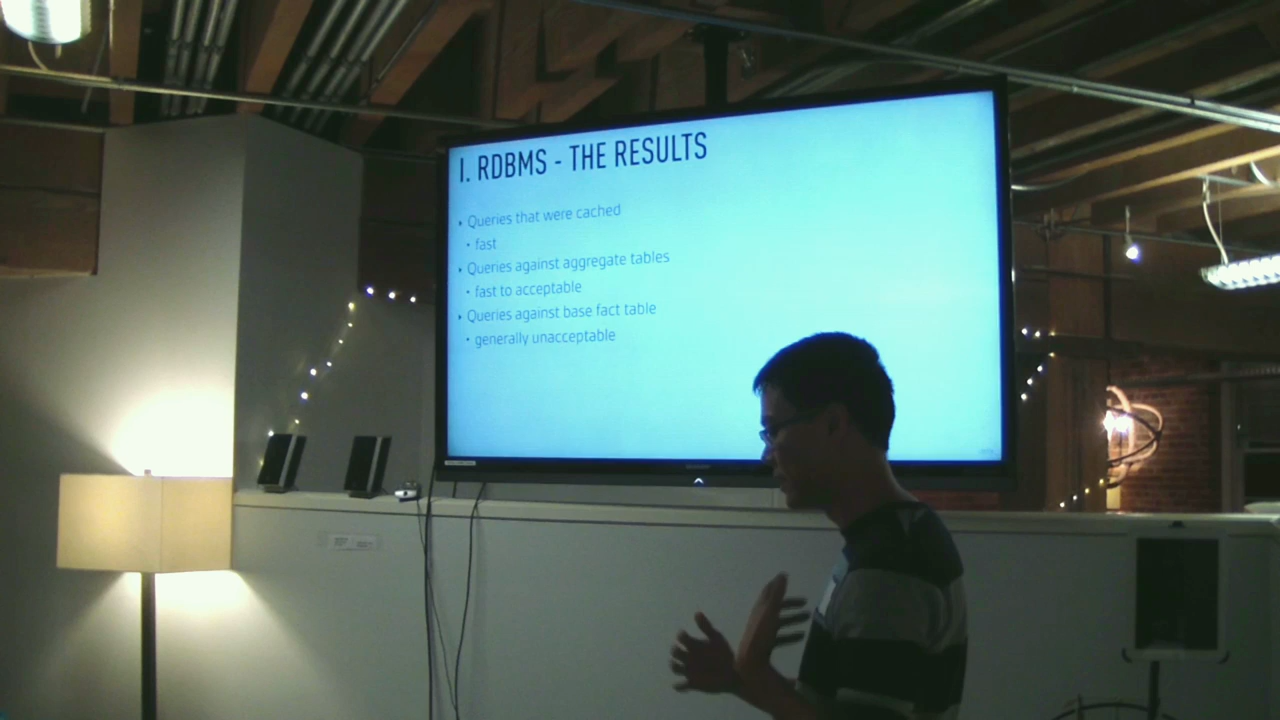 I. RDBMS - THE RESULTS
Queries that were cached
fast
Queries against aggregate tables
fast to acceptable
Queries against base fact table
generally unacceptable